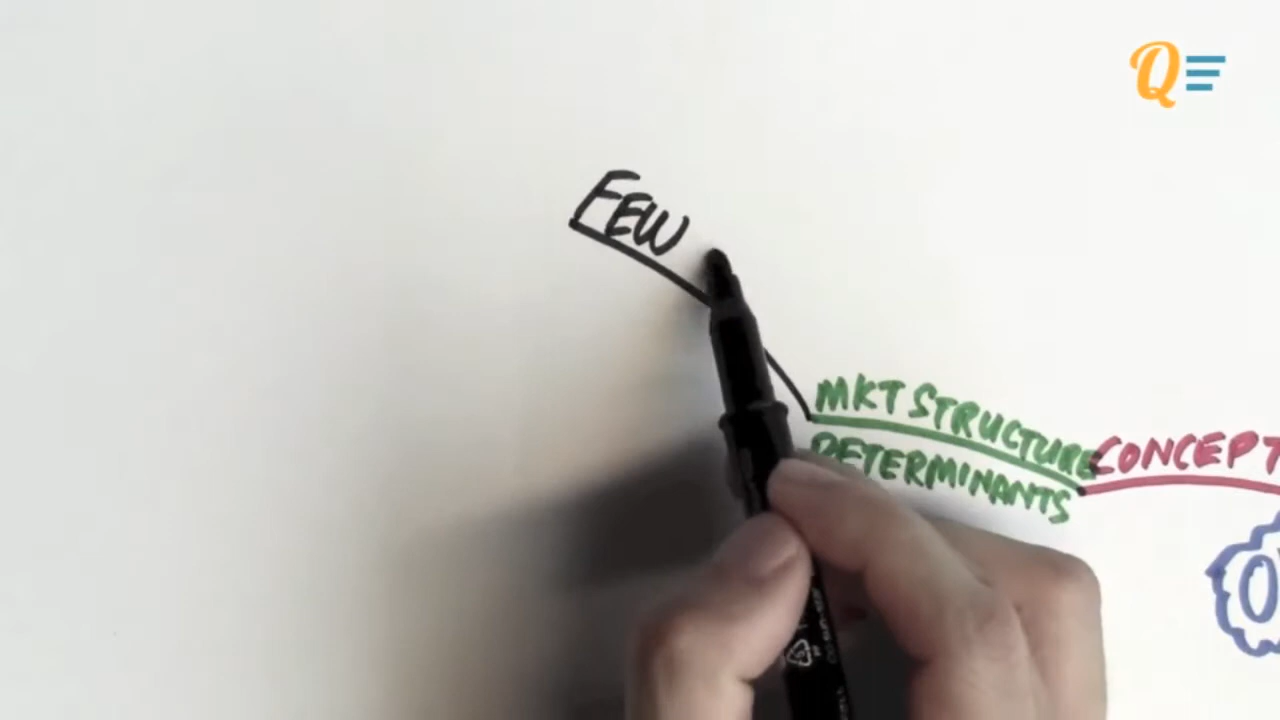 Q
FEW
MKT STRUCTURE
DETERMINANTS
CONCEPT